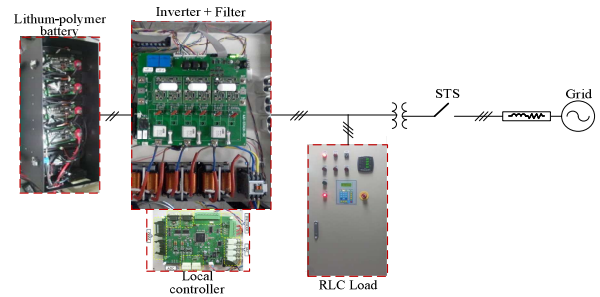 Lithum-polymer
battery
Inverter + Filter
STS
Grid
Local
controller
RLC Load